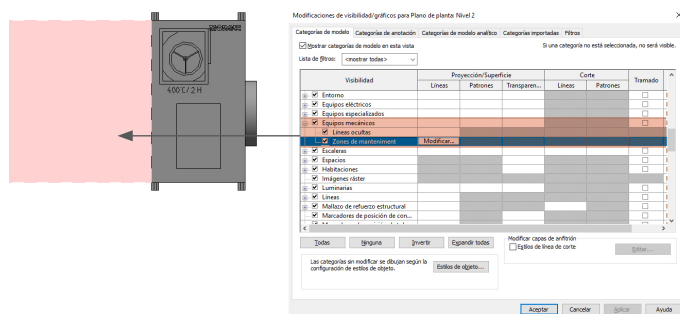 400°C/2H
Modificaciones de visibilidad/gráficos para Plano de planta: Nivel 2
Categorías de modelo Categorías de anotación Categorías de modelo analítico Categorías importadas Filtros
Mostrar categorías de modelo en esta vista
Si una categoría no está seleccionada, no será visible.
Lista de filtros: <mostrar todas>
Visibilidad Proyección/Superficie Corte Tramado
Líneas Patrones Transparen... Líneas Patrones
Entorno
Equipos eléctricos
Equipos especializados
Equipos mecánicos
Líneas ocultas
Zones de manteniment Modificar...
Escaleras
Espacios
Habitaciones
Imágenes ráster
Luminarias
Líneas
Mallazo de refuerzo estructural
Marcadores de posición de con...
Todas Ninguna Invertir Expandir todas
Modificar capas de anfitrión
Estilos de línea de corte
Editar...
Las categorías sin modificar se dibujan según la
configuración de estilos de objeto.
Estilos de objeto...
Aceptar Cancelar Aplicar Ayuda